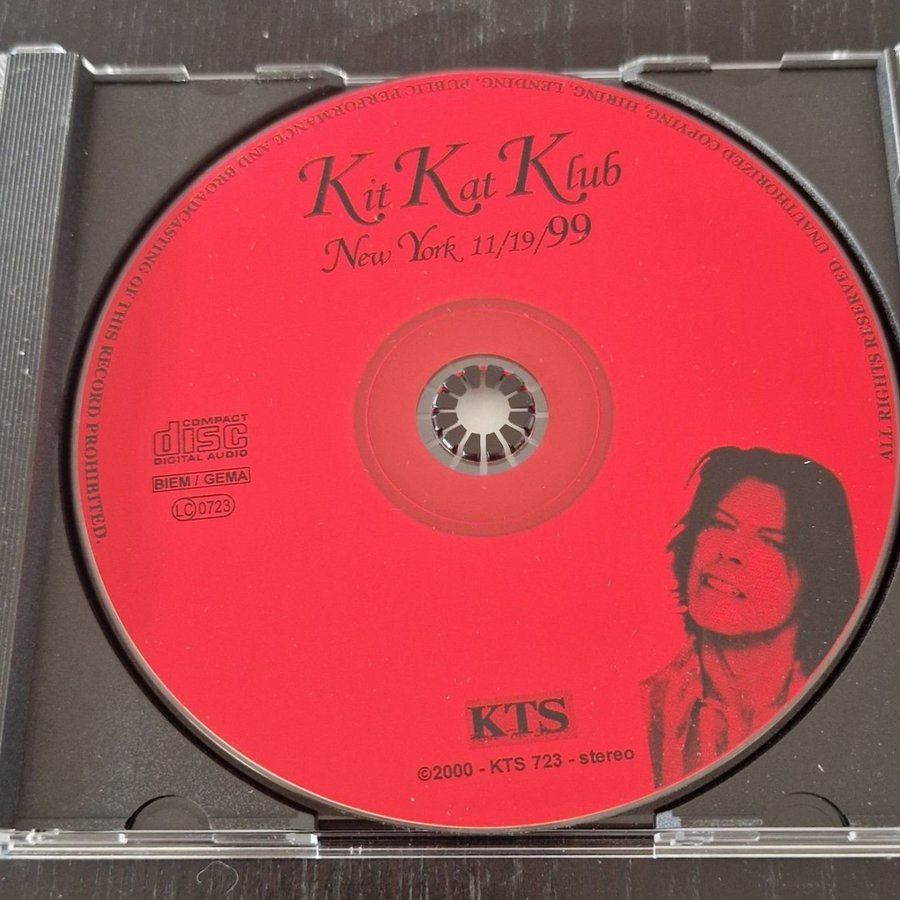 Kit Kat Klub
New York 11/19/99
COMPACT
disc
DIGITAL AUDIO
BIEM / GEMA
LC 0723
KTS
©2000 - KTS 723 - stereo
ALL RIGHTS RESERVED. UNAUTHORIZED COPYING, HIRING, LENDING, PUBLIC PERFORMANCE AND BROADCASTING OF THIS RECORD PROHIBITED.